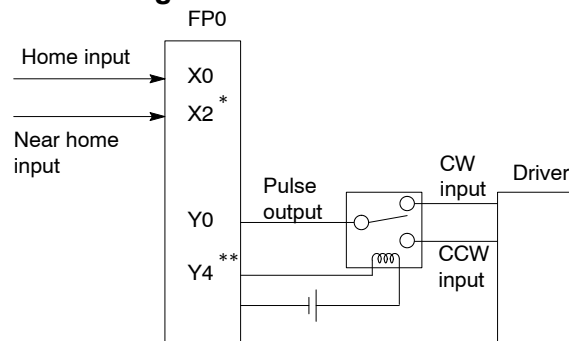 FP0
Home input
X0
X2 *
Near home
input
Pulse
output
CW
input
Driver
Y0
Y4 **
CCW
input